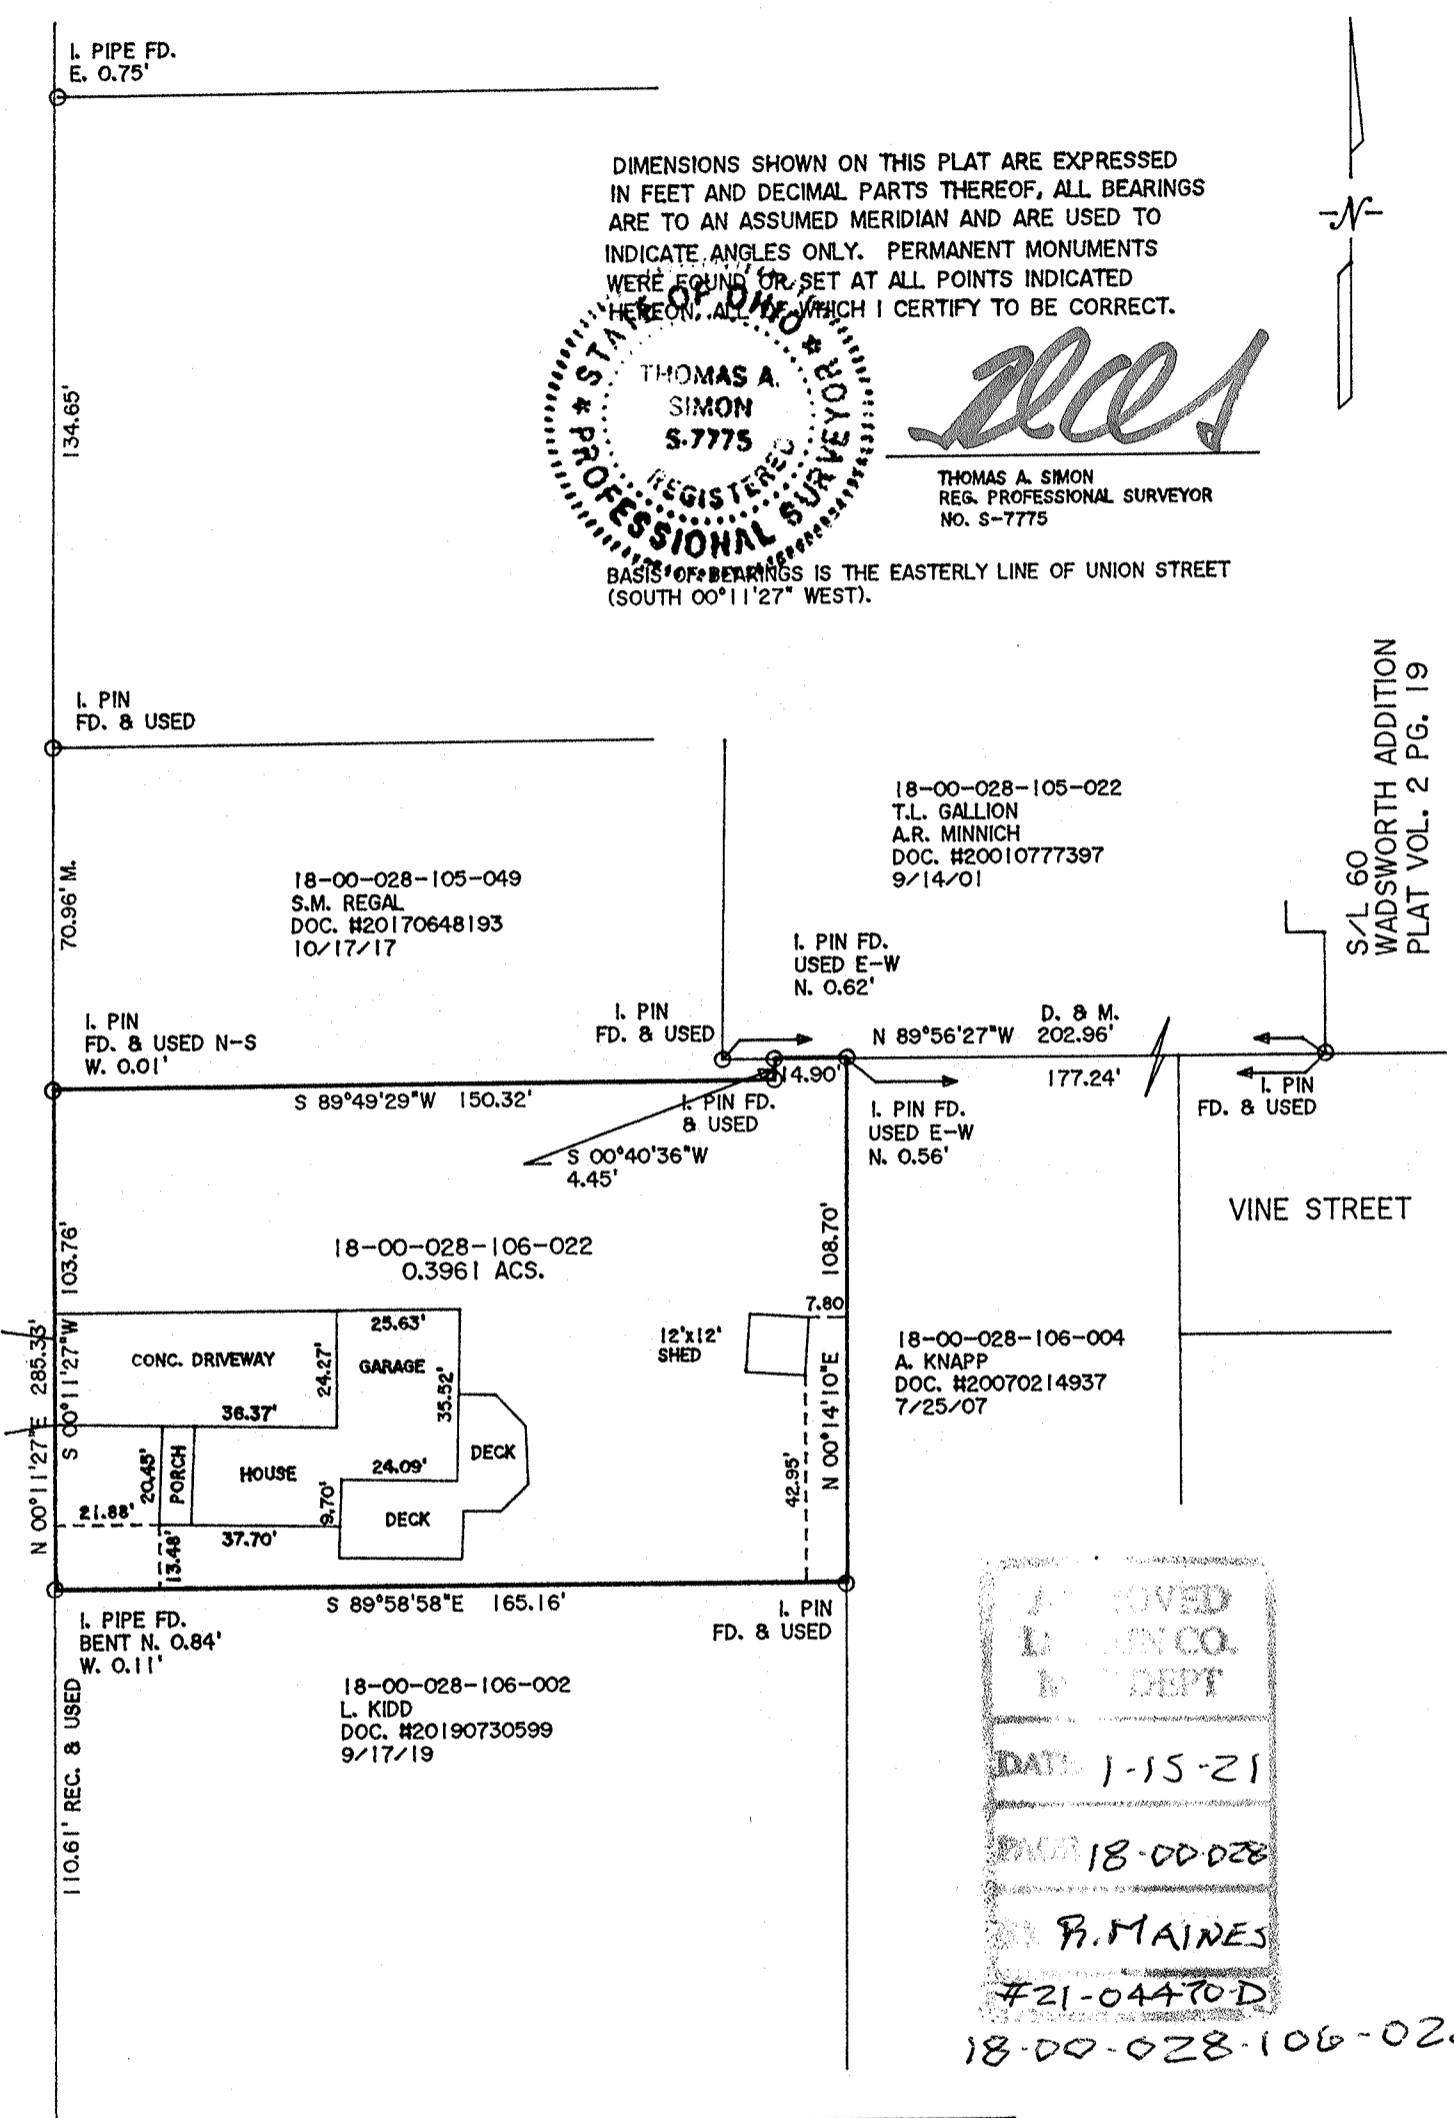 I. PIPE FD.
E. 0.75'
DIMENSIONS SHOWN ON THIS PLAT ARE EXPRESSED
IN FEET AND DECIMAL PARTS THEREOF, ALL BEARINGS
ARE TO AN ASSUMED MERIDIAN AND ARE USED TO
INDICATE ANGLES ONLY. PERMANENT MONUMENTS
WERE FOUND OR SET AT ALL POINTS INDICATED
HEREON, ALL OF WHICH I CERTIFY TO BE CORRECT.
-N-
STATE OF OHIO
THOMAS A.
SIMON
S-7775
REGISTERED
PROFESSIONAL SURVEYOR
THOMAS A. SIMON
REG. PROFESSIONAL SURVEYOR
NO. S-7775
BASIS OF BEARINGS IS THE EASTERLY LINE OF UNION STREET
(SOUTH 00°11'27" WEST).
134.65'
I. PIN
FD. & USED
S/L 60
WADSWORTH ADDITION
PLAT VOL. 2 PG. 19
18-00-028-105-022
T.L. GALLION
A.R. MINNICH
DOC. #20010777397
9/14/01
70.96' M.
18-00-028-105-049
S.M. REGAL
DOC. #20170648193
10/17/17
I. PIN FD.
USED E-W
N. 0.62'
I. PIN
FD. & USED
D. & M.
N 89°56'27"W 202.96'
I. PIN
FD. & USED N-S
W. 0.01'
14.90'
177.24'
I. PIN
FD. & USED
S 89°49'29"W 150.32'
I. PIN FD.
& USED
I. PIN FD.
USED E-W
N. 0.56'
S 00°40'36"W
4.45'
VINE STREET
103.76'
S 00°11'27"W
N 00°11'27"E 285.33'
18-00-028-106-022
0.3961 ACS.
108.70'
N 00°14'10"E
7.80
12'x12'
SHED
42.95'
25.63'
CONC. DRIVEWAY
24.27'
GARAGE
35.52'
36.37'
20.45'
PORCH
HOUSE
24.09'
DECK
9.70'
DECK
21.88'
13.48'
37.70'
18-00-028-106-004
A. KNAPP
DOC. #20070214937
7/25/07
S 89°58'58"E 165.16'
I. PIPE FD.
BENT N. 0.84'
W. 0.11'
I. PIN
FD. & USED
110.61' REC. & USED
18-00-028-106-002
L. KIDD
DOC. #20190730599
9/17/19
CO.
DEPT
DATE 1-15-21
PAGE 18-00-028
R. MAINES
#21-04470-D
18-00-028-106-02